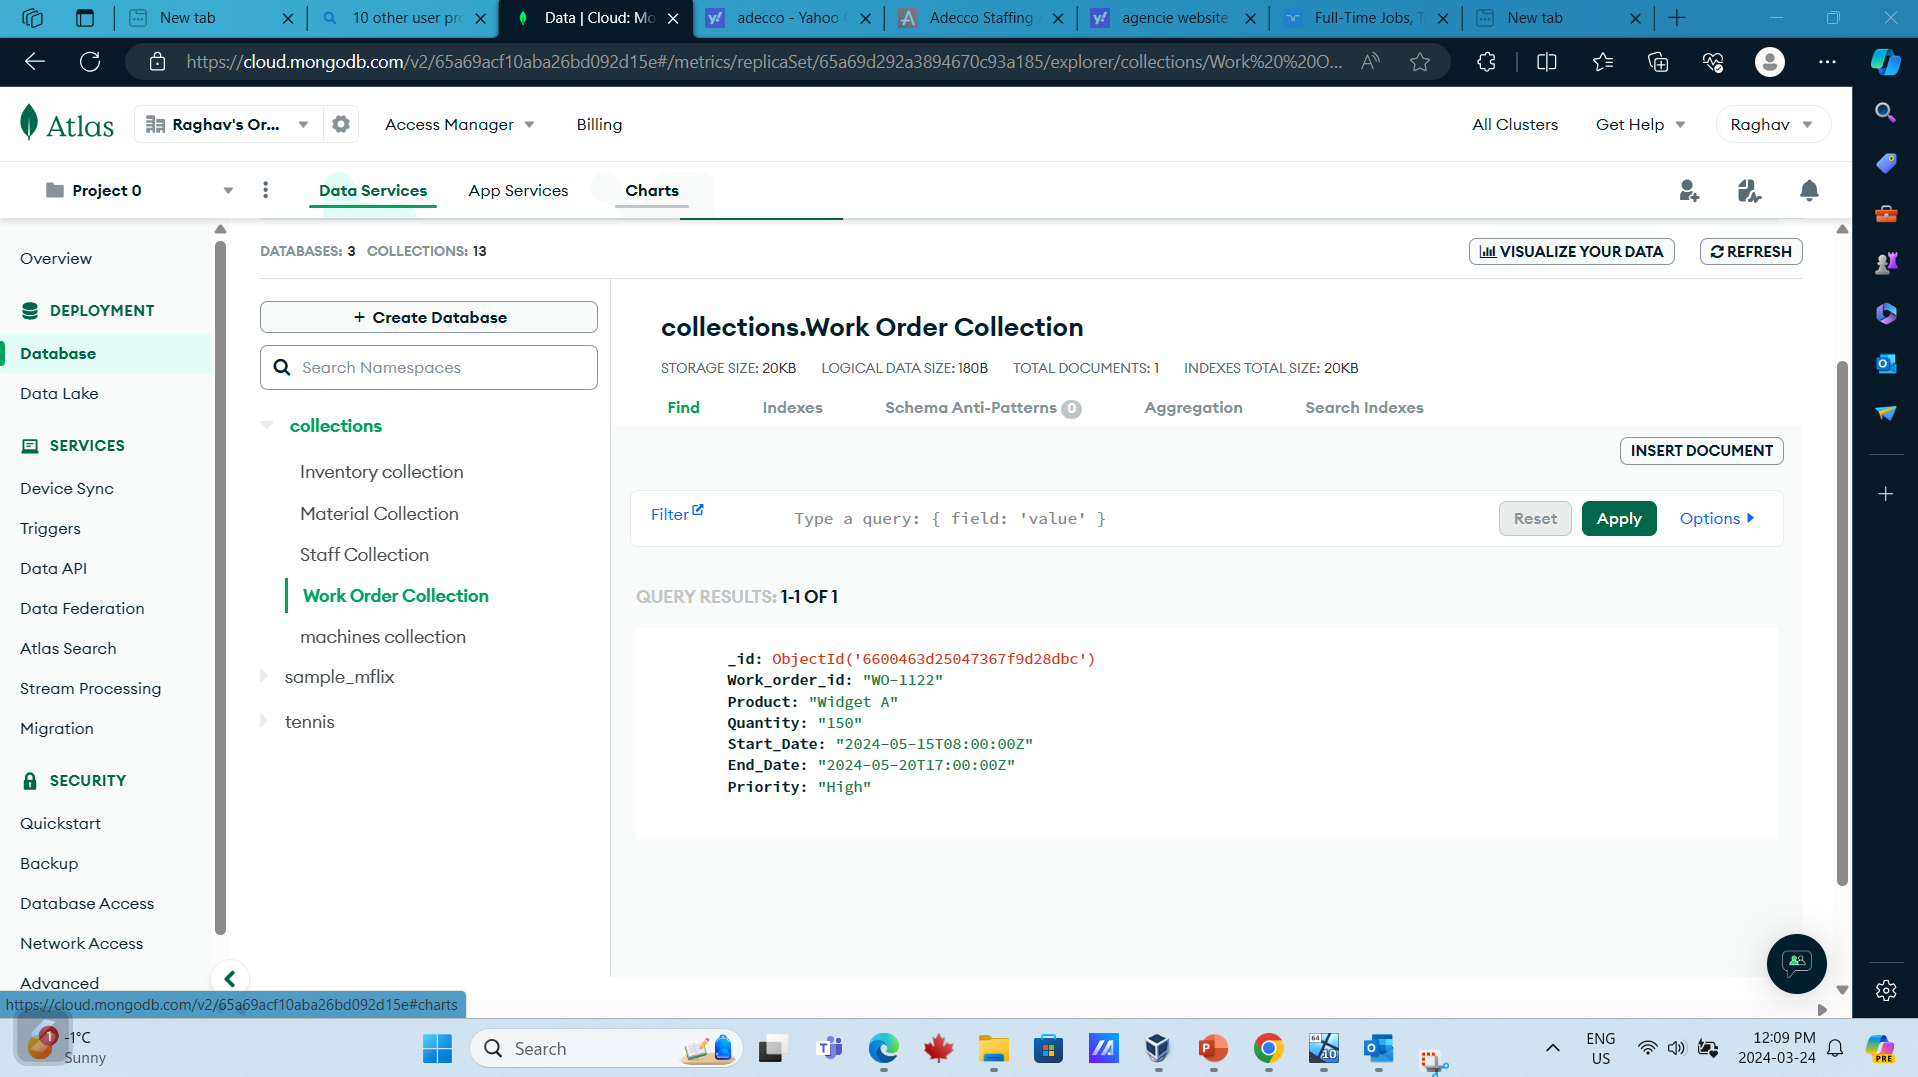 New tab
10 other user pro
Data | Cloud: Mo
adecco - Yahoo
Adecco Staffing
agencie website
Full-Time Jobs, T
New tab
https://cloud.mongodb.com/v2/65a69acf10aba26bd092d15e#/metrics/replicaSet/65a69d292a3894670c93a185/explorer/collections/Work%20%20O...
Atlas
Raghav's Or...
Access Manager
Billing
All Clusters
Get Help
Raghav
Project 0
Data Services
App Services
Charts
Overview
DEPLOYMENT
Database
Data Lake
SERVICES
Device Sync
Triggers
Data API
Data Federation
Atlas Search
Stream Processing
Migration
SECURITY
Quickstart
Backup
Database Access
Network Access
Advanced
DATABASES: 3 COLLECTIONS: 13
VISUALIZE YOUR DATA
REFRESH
+ Create Database
Search Namespaces
collections
Inventory collection
Material Collection
Staff Collection
Work Order Collection
machines collection
sample_mflix
tennis
collections.Work Order Collection
STORAGE SIZE: 20KB LOGICAL DATA SIZE: 180B TOTAL DOCUMENTS: 1 INDEXES TOTAL SIZE: 20KB
Find
Indexes
Schema Anti-Patterns 0
Aggregation
Search Indexes
INSERT DOCUMENT
Filter
Type a query: { field: 'value' }
Reset
Apply
Options
QUERY RESULTS: 1-1 OF 1
_id: ObjectId('6600463d25047367f9d28dbc')
Work_order_id: "WO-1122"
Product: "Widget A"
Quantity: "150"
Start_Date: "2024-05-15T08:00:00Z"
End_Date: "2024-05-20T17:00:00Z"
Priority: "High"
https://cloud.mongodb.com/v2/65a69acf10aba26bd092d15e#charts
1
-1°C
Sunny
Search
64
10
ENG
US
12:09 PM
2024-03-24
PRE